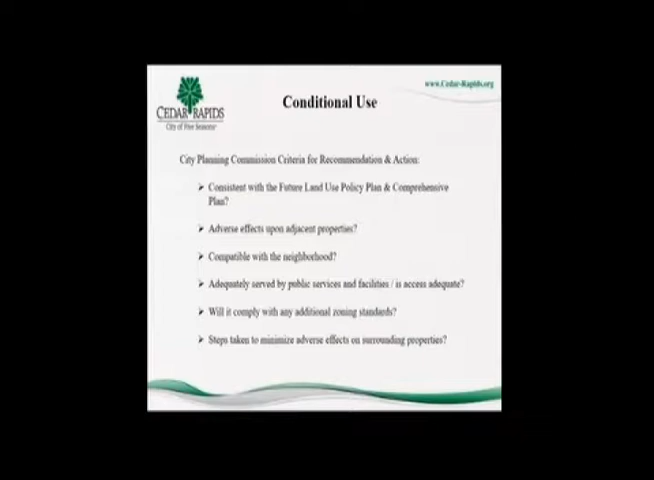 www.Cedar-Rapids.org
CEDAR RAPIDS
City of Five Seasons®
Conditional Use
City Planning Commission Criteria for Recommendation & Action:
➢ Consistent with the Future Land Use Policy Plan & Comprehensive
Plan?
➢ Adverse effects upon adjacent properties?
➢ Compatible with the neighborhood?
➢ Adequately served by public services and facilities / is access adequate?
➢ Will it comply with any additional zoning standards?
➢ Steps taken to minimize adverse effects on surrounding properties?